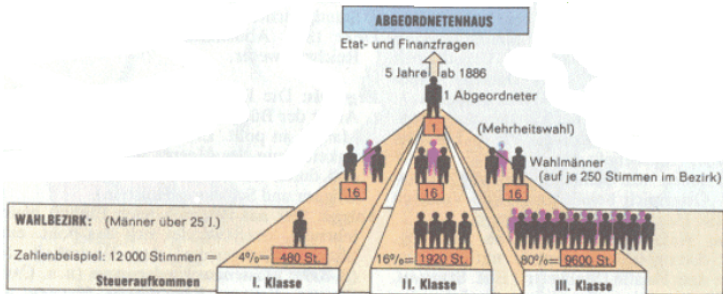 ABGEORDNETENHAUS
Etat- und Finanzfragen
5 Jahre ab 1886
1 Abgeordneter
1
(Mehrheitswahl)
Wahlmänner
(auf je 250 Stimmen im Bezirk)
16
16
16
WAHLBEZIRK: (Männer über 25 J.)
Zahlenbeispiel: 12 000 Stimmen =
4%= 480 St.
16%= 1920 St.
80%= 9600 St.
Steueraufkommen
I. Klasse
II. Klasse
III. Klasse